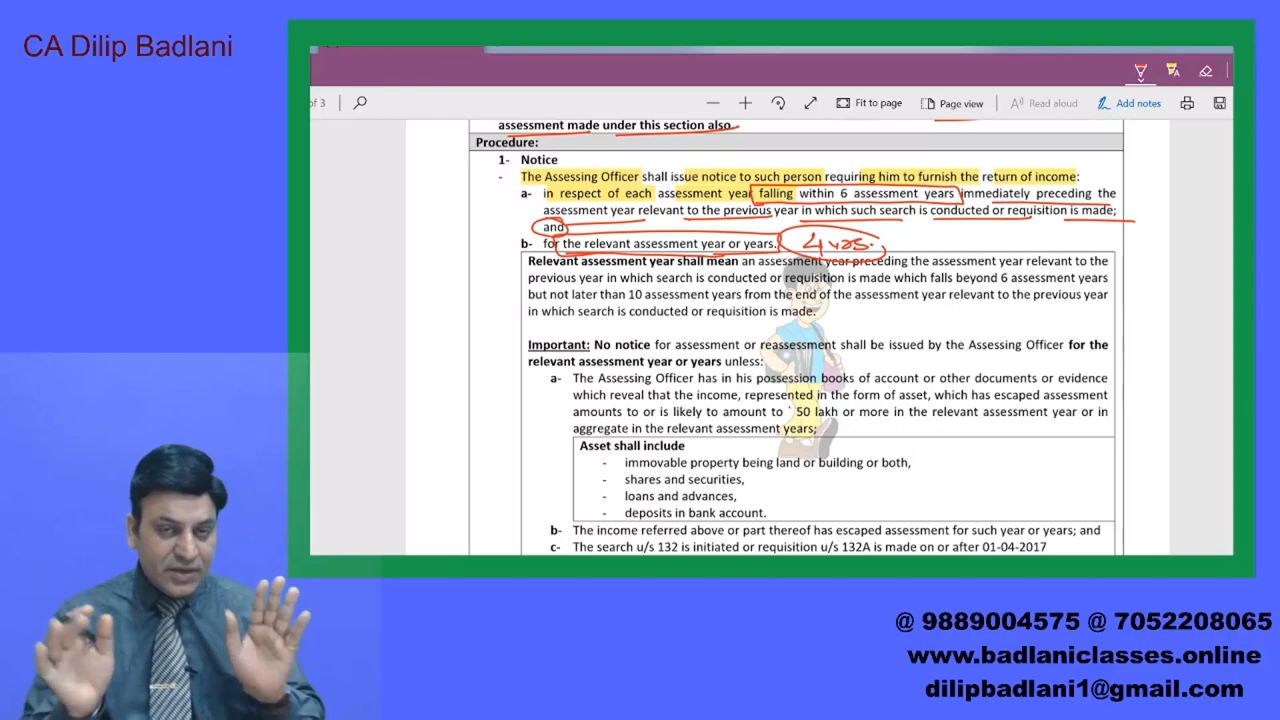 CA Dilip Badlani
of 3
Fit to page
Page view
Read aloud
Add notes
assessment made under this section also.
Procedure:
1- Notice
- The Assessing Officer shall issue notice to such person requiring him to furnish the return of income:
a- in respect of each assessment year falling within 6 assessment years immediately preceding the
assessment year relevant to the previous year in which such search is conducted or requisition is made;
and
b- for the relevant assessment year or years. 4 yrs.
Relevant assessment year shall mean an assessment year preceding the assessment year relevant to the
previous year in which search is conducted or requisition is made which falls beyond 6 assessment years
but not later than 10 assessment years from the end of the assessment year relevant to the previous year
in which search is conducted or requisition is made.
Important: No notice for assessment or reassessment shall be issued by the Assessing Officer for the
relevant assessment year or years unless:
a- The Assessing Officer has in his possession books of account or other documents or evidence
which reveal that the income, represented in the form of asset, which has escaped assessment
amounts to or is likely to amount to ` 50 lakh or more in the relevant assessment year or in
aggregate in the relevant assessment years;
Asset shall include
- immovable property being land or building or both,
- shares and securities,
- loans and advances,
- deposits in bank account.
b- The income referred above or part thereof has escaped assessment for such year or years; and
c- The search u/s 132 is initiated or requisition u/s 132A is made on or after 01-04-2017
@ 9889004575 @ 7052208065
www.badlaniclasses.online
dilipbadlani1@gmail.com